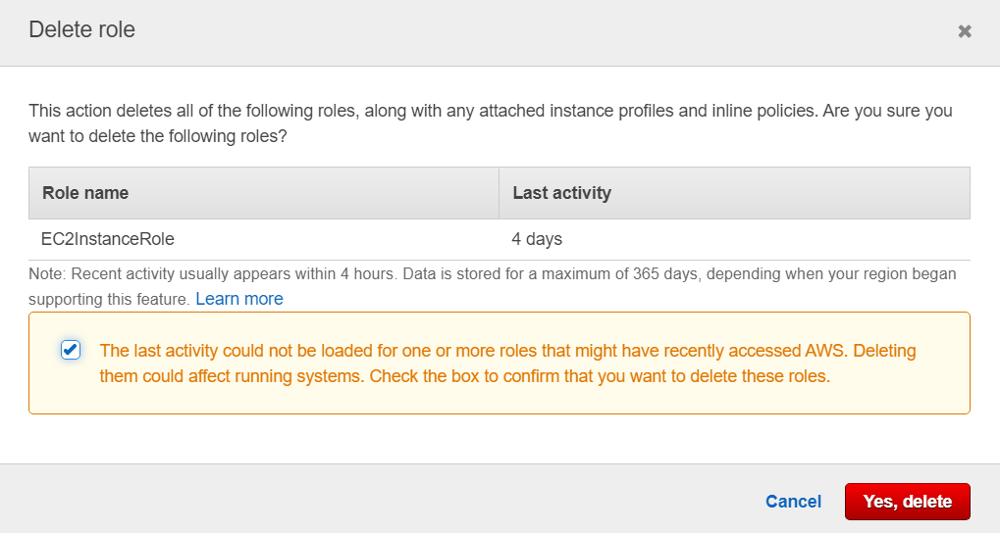 Delete role
This action deletes all of the following roles, along with any attached instance profiles and inline policies. Are you sure you
want to delete the following roles?
Role name Last activity
EC2InstanceRole 4 days
Note: Recent activity usually appears within 4 hours. Data is stored for a maximum of 365 days, depending when your region began
supporting this feature. Learn more
The last activity could not be loaded for one or more roles that might have recently accessed AWS. Deleting
them could affect running systems. Check the box to confirm that you want to delete these roles.
Cancel Yes, delete